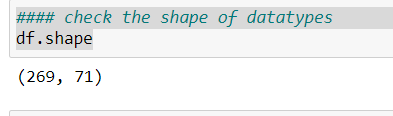 #### check the shape of datatypes
df.shape
(269, 71)